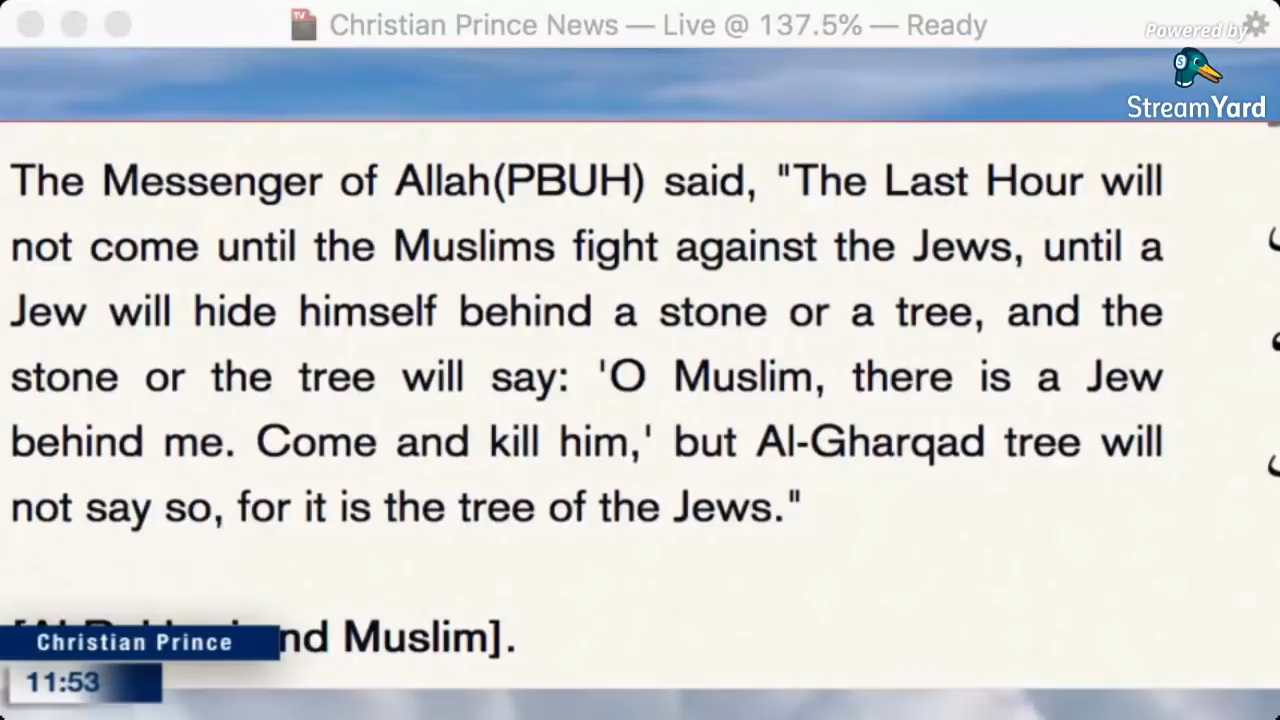 Christian Prince News — Live @ 137.5% — Ready
Powered by
StreamYard
The Messenger of Allah(PBUH) said, "The Last Hour will
not come until the Muslims fight against the Jews, until a
Jew will hide himself behind a stone or a tree, and the
stone or the tree will say: 'O Muslim, there is a Jew
behind me. Come and kill him,' but Al-Gharqad tree will
not say so, for it is the tree of the Jews."
Muslim].
Christian Prince
11:53